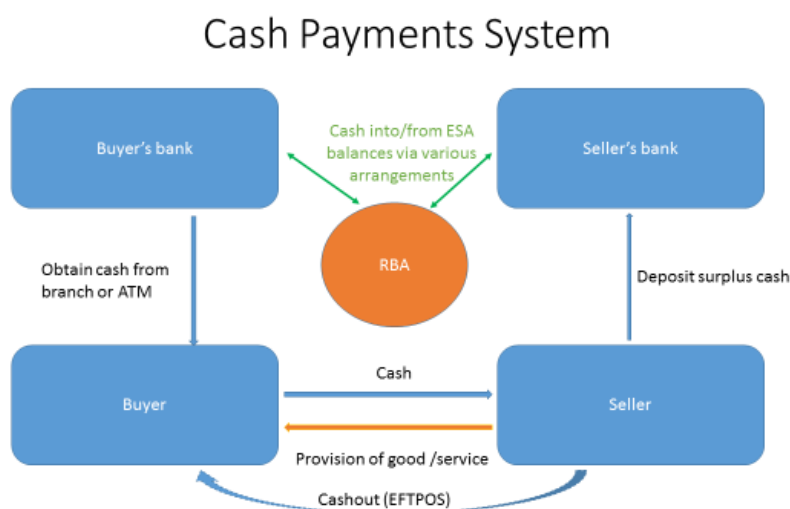 Cash Payments System
Buyer's bank
Cash into/from ESA
balances via various
arrangements
Seller's bank
RBA
Obtain cash from
branch or ATM
Deposit surplus cash
Cash
Buyer
Seller
Provision of good /service
Cashout (EFTPOS)